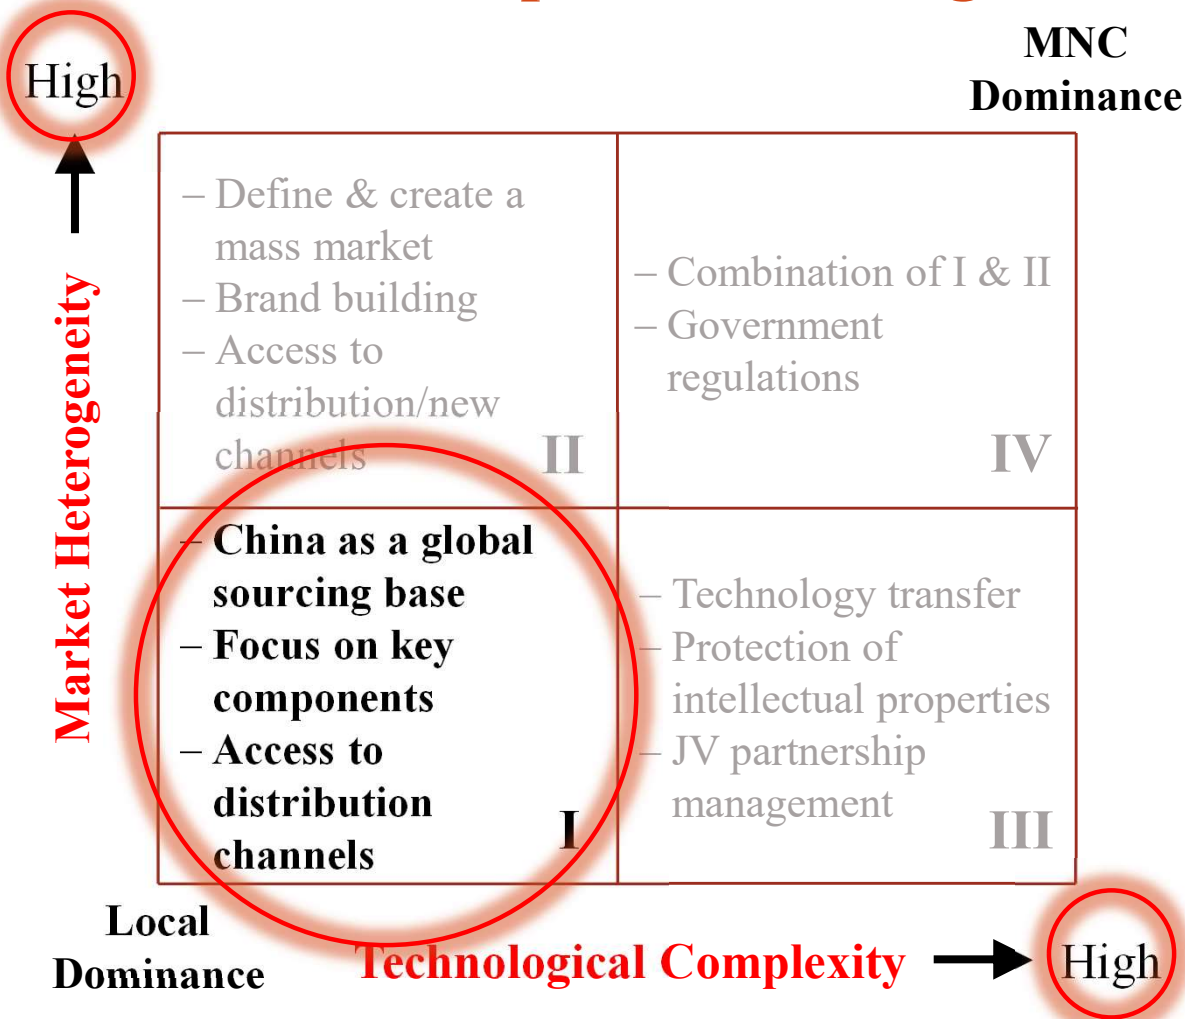 High
MNC
Dominance
– Define & create a
mass market
– Brand building
– Access to
distribution/new
channels
II
– Combination of I & II
– Government
regulations
IV
Market Heterogeneity
– China as a global
sourcing base
– Focus on key
components
– Access to
distribution
channels
I
– Technology transfer
– Protection of
intellectual properties
– JV partnership
management
III
Local
Dominance
Technological Complexity
High